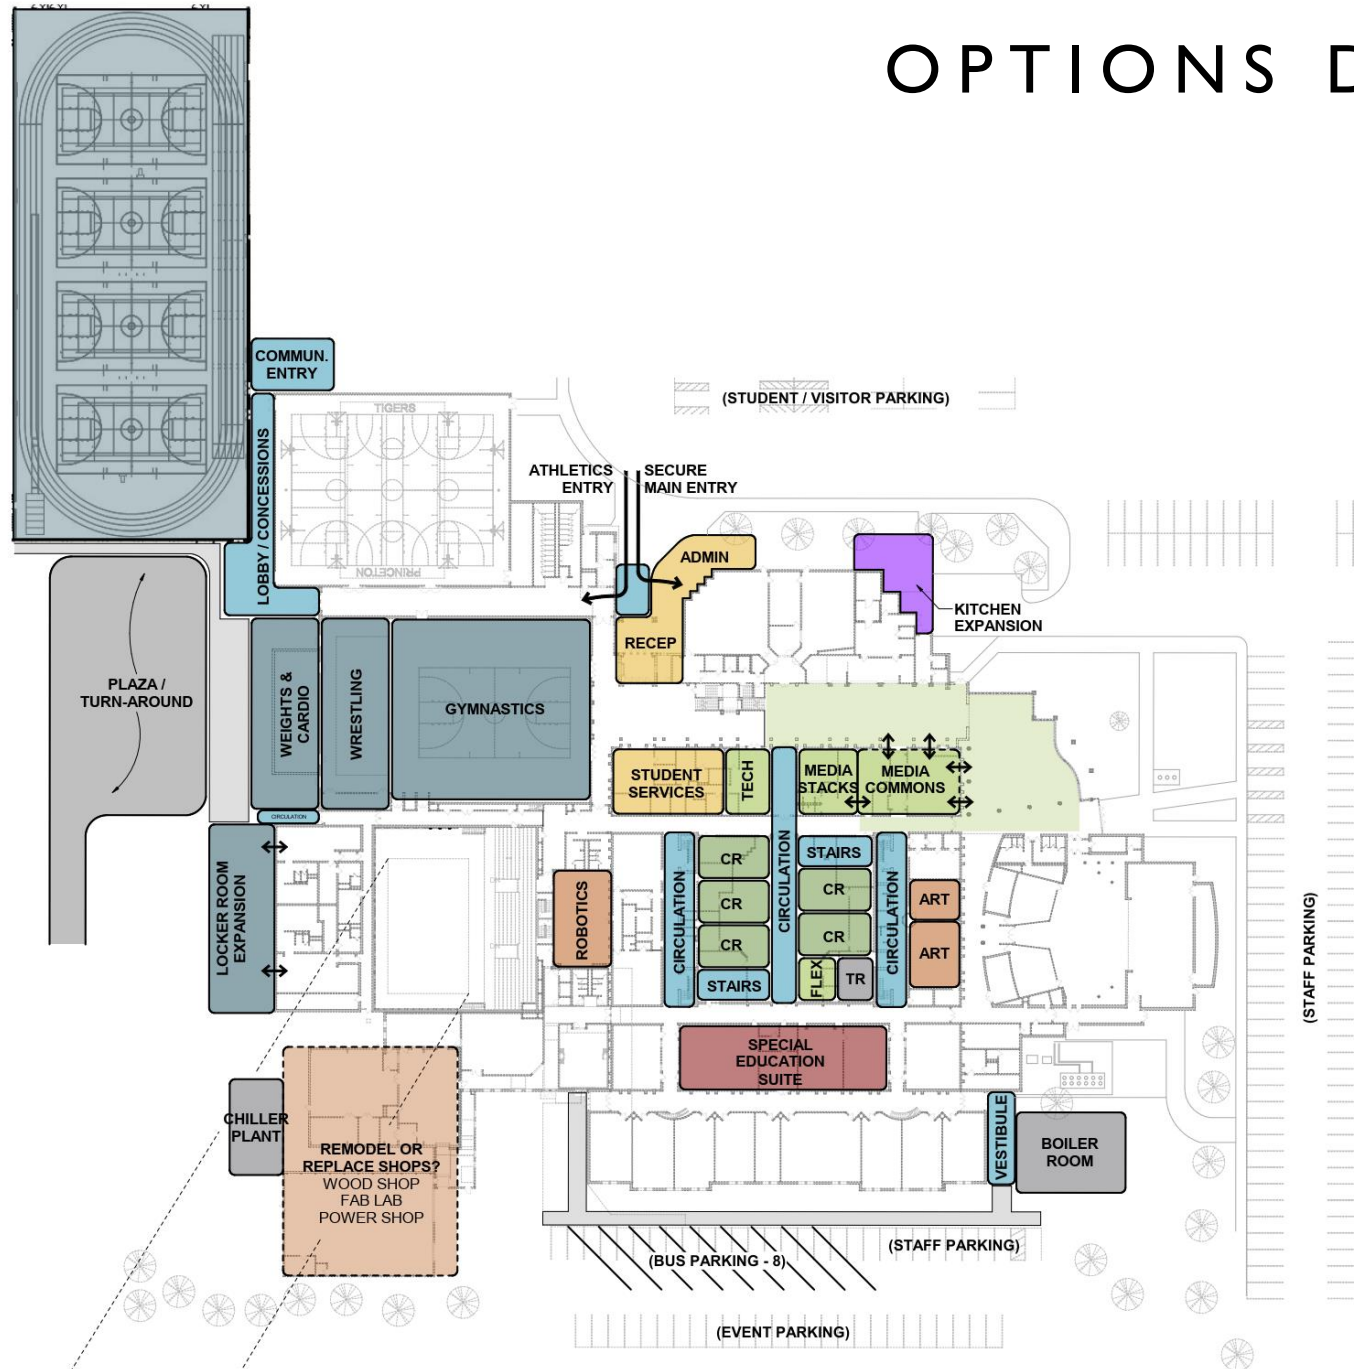 OPTIONS D
COMMUN.
ENTRY
(STUDENT / VISITOR PARKING)
TIGERS
LOBBY / CONCESSIONS
ATHLETICS
ENTRY
SECURE
MAIN ENTRY
ADMIN
PRINCETON
KITCHEN
EXPANSION
RECEP
PLAZA /
TURN-AROUND
WEIGHTS &
CARDIO
WRESTLING
GYMNASTICS
STUDENT
SERVICES
TECH
MEDIA
STACKS
MEDIA
COMMONS
CIRCULATION
CIRCULATION
STAIRS
CR
CR
CR
CR
CR
STAIRS
CIRCULATION
CIRCULATION
FLEX
TR
ART
ART
ROBOTICS
LOCKER ROOM
EXPANSION
(STAFF PARKING)
SPECIAL
EDUCATION
SUITE
CHILLER
PLANT
REMODEL OR
REPLACE SHOPS?
WOOD SHOP
FAB LAB
POWER SHOP
VESTIBULE
BOILER
ROOM
(STAFF PARKING)
(BUS PARKING - 8)
(EVENT PARKING)